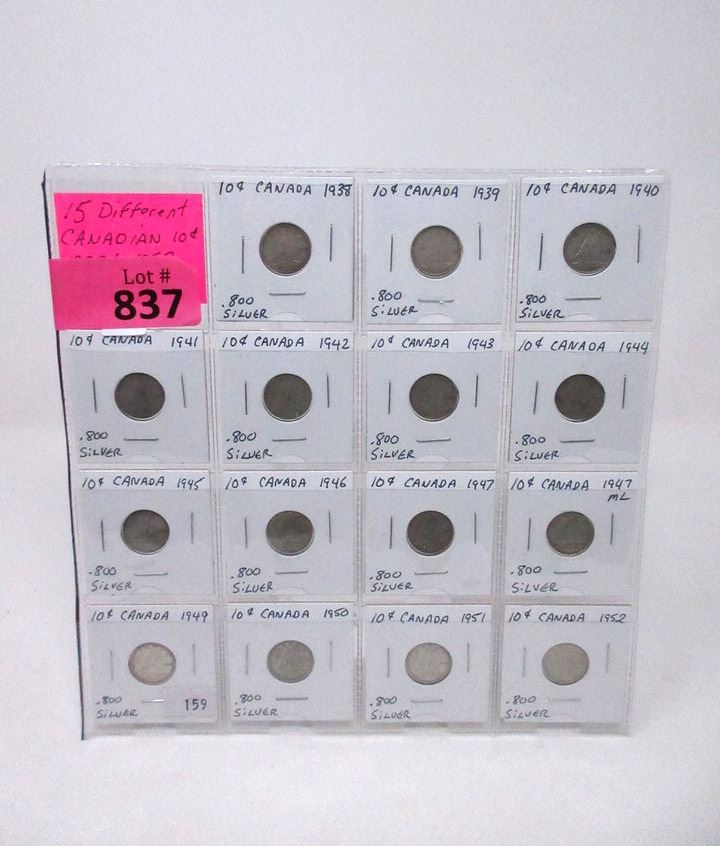 15 Different
CANADIAN 10¢
Lot #
837
10¢ CANADA 1938
.800
SILVER
10¢ CANADA 1939
.800
SILVER
10¢ CANADA 1940
.800
SILVER
10¢ CANADA 1941
.800
SILVER
10¢ CANADA 1942
.800
SILVER
10¢ CANADA 1943
.800
SILVER
10¢ CANADA 1944
.800
SILVER
10¢ CANADA 1945
.800
SILVER
10¢ CANADA 1946
.800
SILVER
10¢ CANADA 1947
.800
SILVER
10¢ CANADA 1947
ML
.800
SILVER
10¢ CANADA 1949
.800
SILVER
159
10¢ CANADA 1950
.800
SILVER
10¢ CANADA 1951
.800
SILVER
10¢ CANADA 1952
.800
SILVER